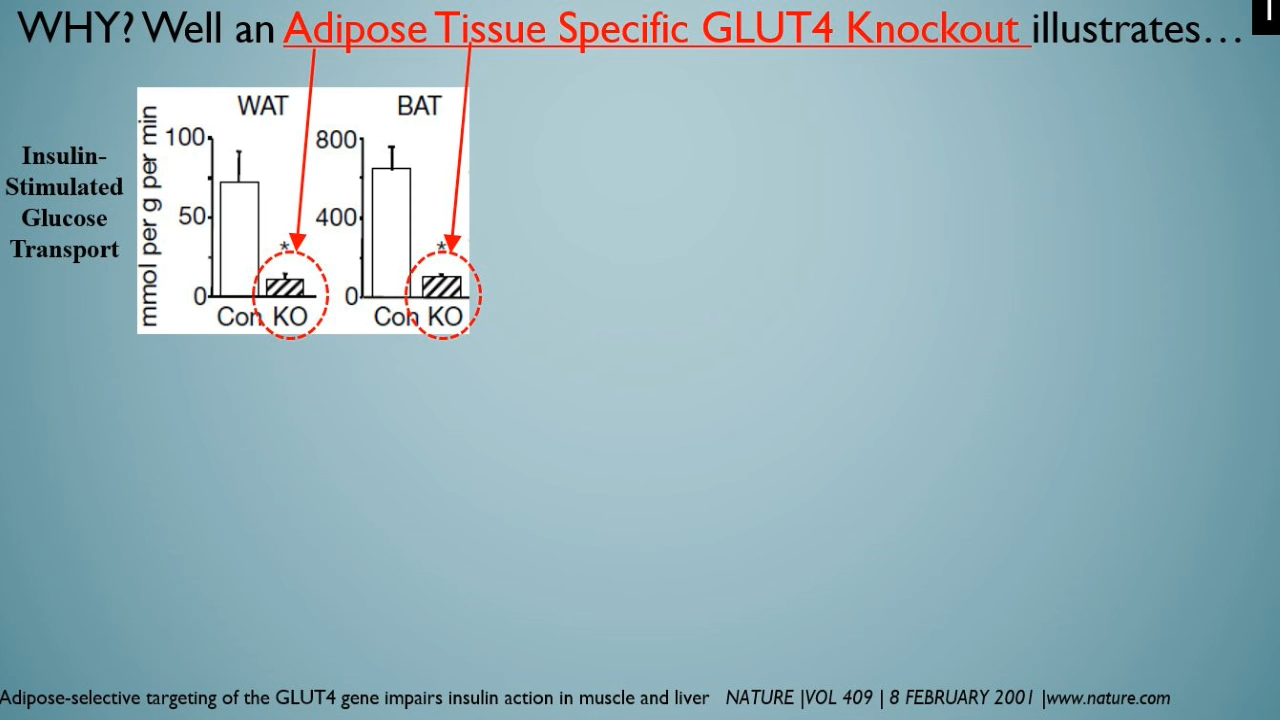 WHY? Well an Adipose Tissue Specific GLUT4 Knockout illustrates…
Insulin-
Stimulated
Glucose
Transport
mmol per g per min
WAT
100
50
0
*
Con KO
BAT
800
400
0
*
Con KO
Adipose-selective targeting of the GLUT4 gene impairs insulin action in muscle and liver NATURE |VOL 409 | 8 FEBRUARY 2001 |www.nature.com